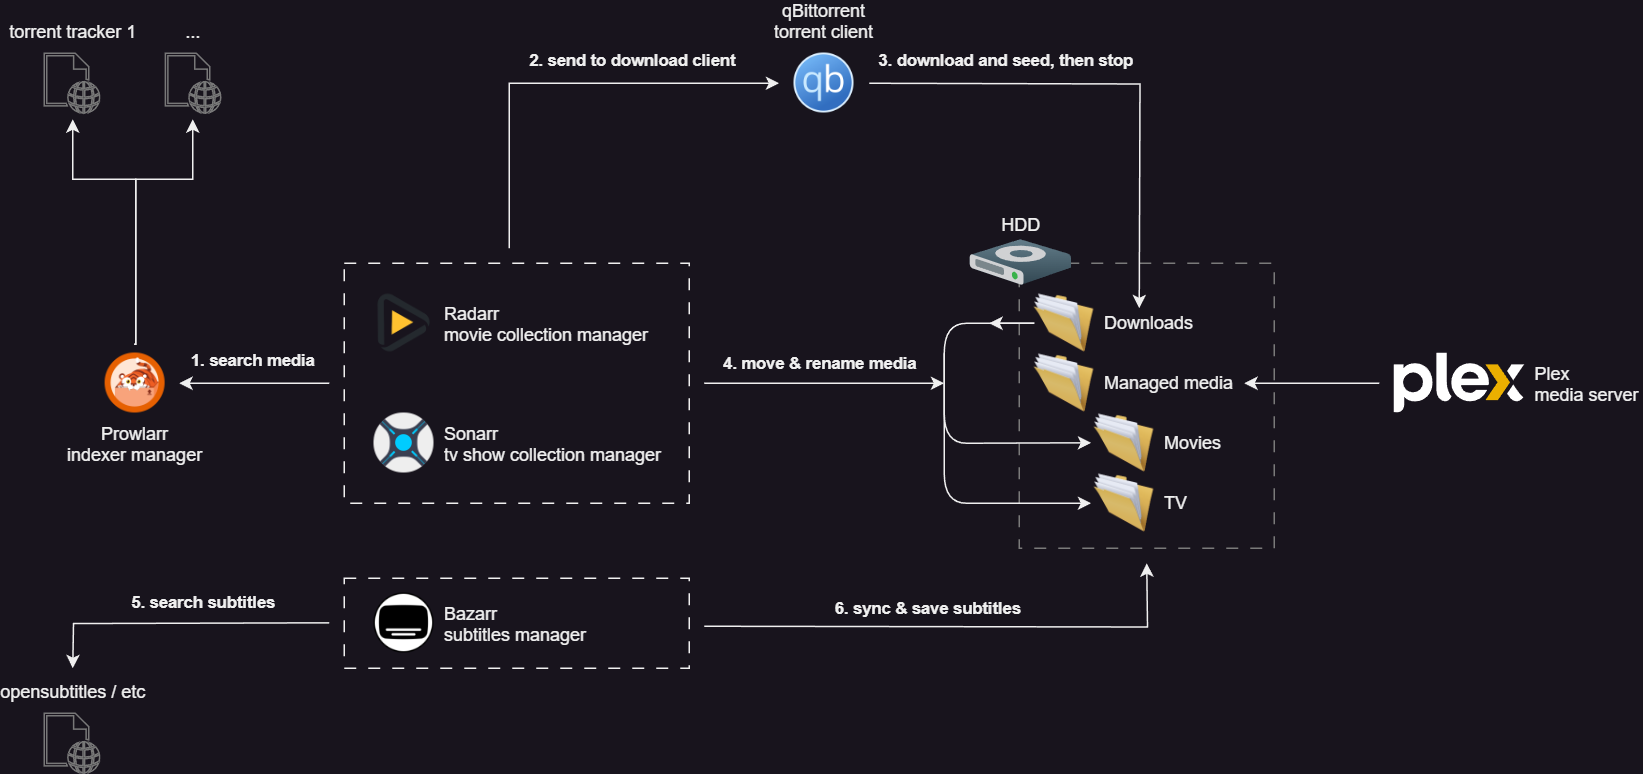 qBittorrent
torrent client
torrent tracker 1
...
2. send to download client
3. download and seed, then stop
qb
HDD
Radarr
movie collection manager
Downloads
1. search media
4. move & rename media
Managed media
plex
Plex
media server
Prowlarr
indexer manager
Sonarr
tv show collection manager
Movies
TV
5. search subtitles
Bazarr
subtitles manager
6. sync & save subtitles
opensubtitles / etc